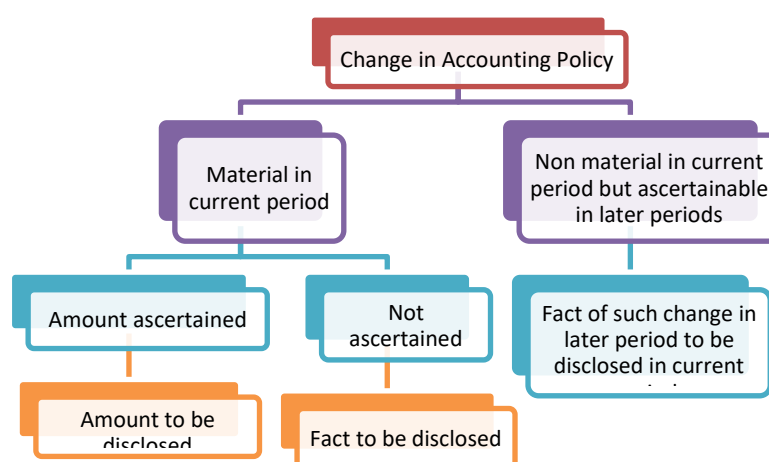 Change in Accounting Policy
Material in
current period
Non material in current
period but ascertainable
in later periods
Amount ascertained
Not
ascertained
Fact of such change in
later period to be
disclosed in current
Amount to be
disclosed
Fact to be disclosed